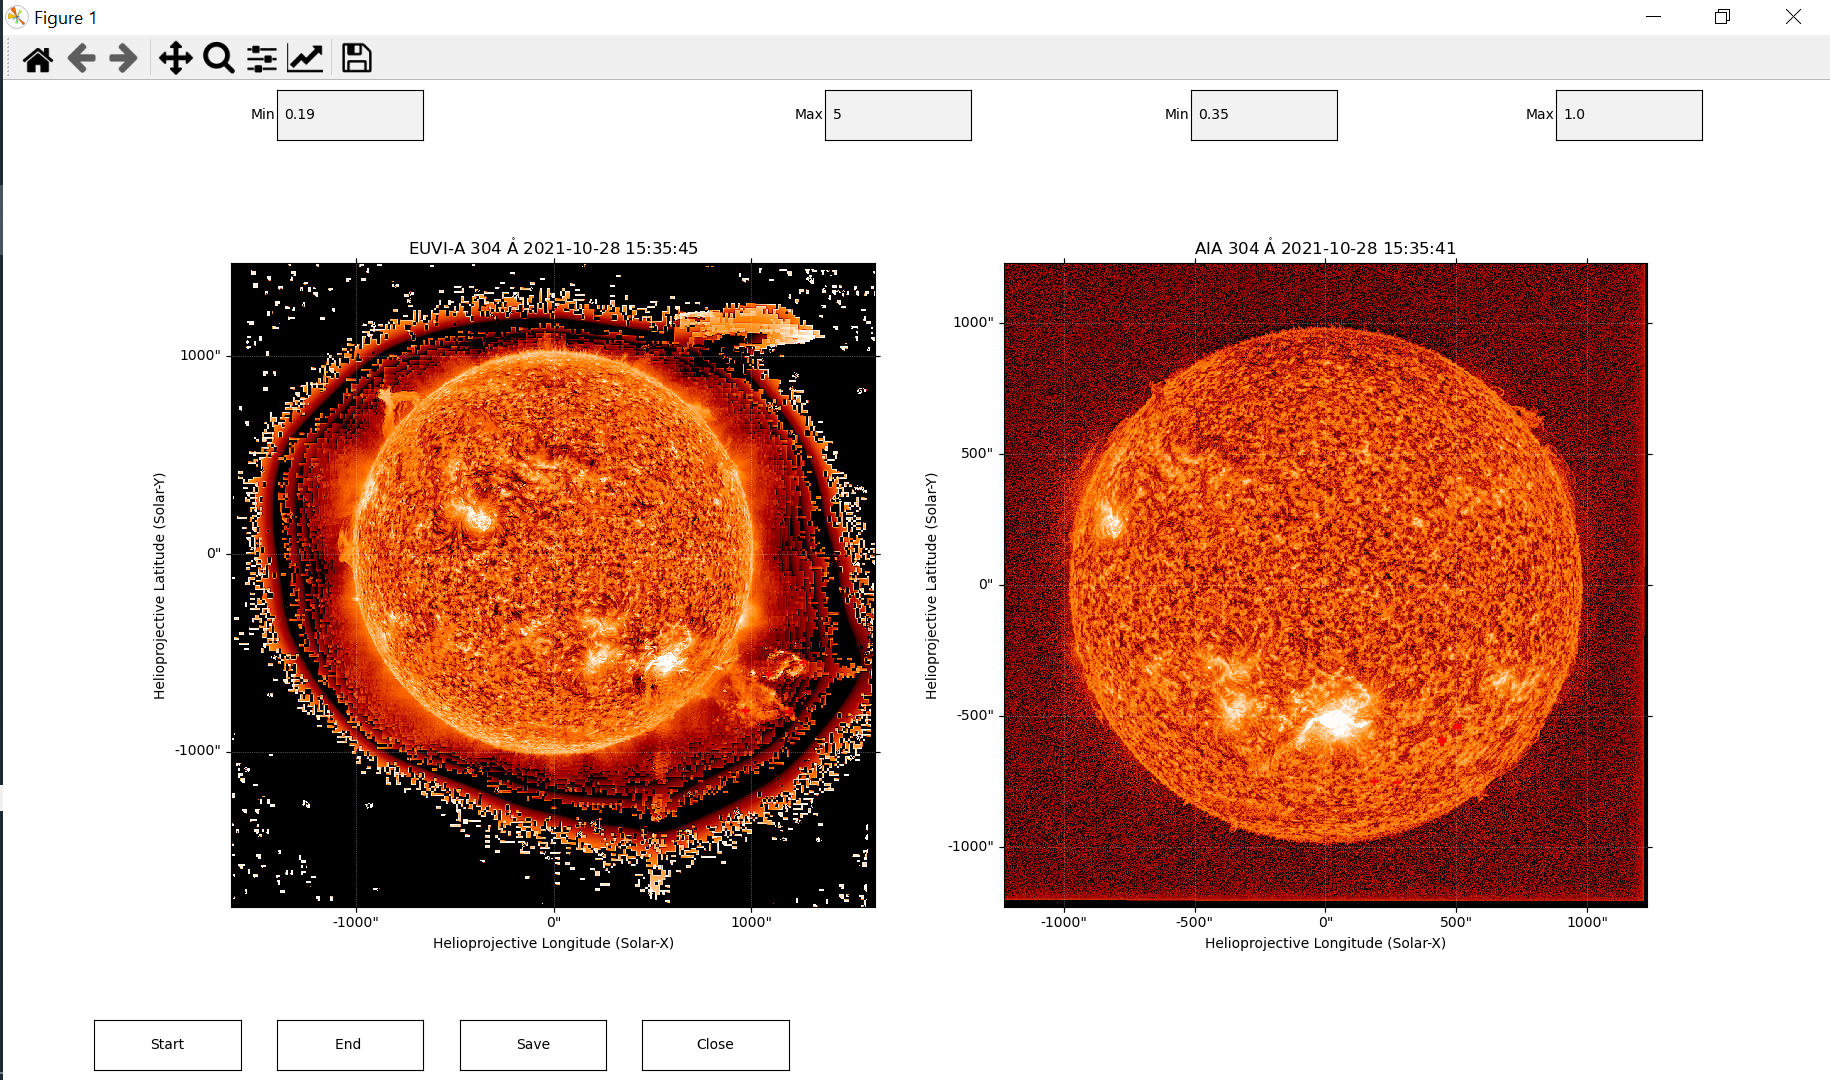 Figure 1
Min 0.19 Max 5 Min 0.35 Max 1.0
EUVI-A 304 Å 2021-10-28 15:35:45
1000"
0"
-1000"
Helioprojective Latitude (Solar-Y)
-1000" 0" 1000"
Helioprojective Longitude (Solar-X)
AIA 304 Å 2021-10-28 15:35:41
1000"
500"
0"
-500"
-1000"
Helioprojective Latitude (Solar-Y)
-1000" -500" 0" 500" 1000"
Helioprojective Longitude (Solar-X)
Start End Save Close